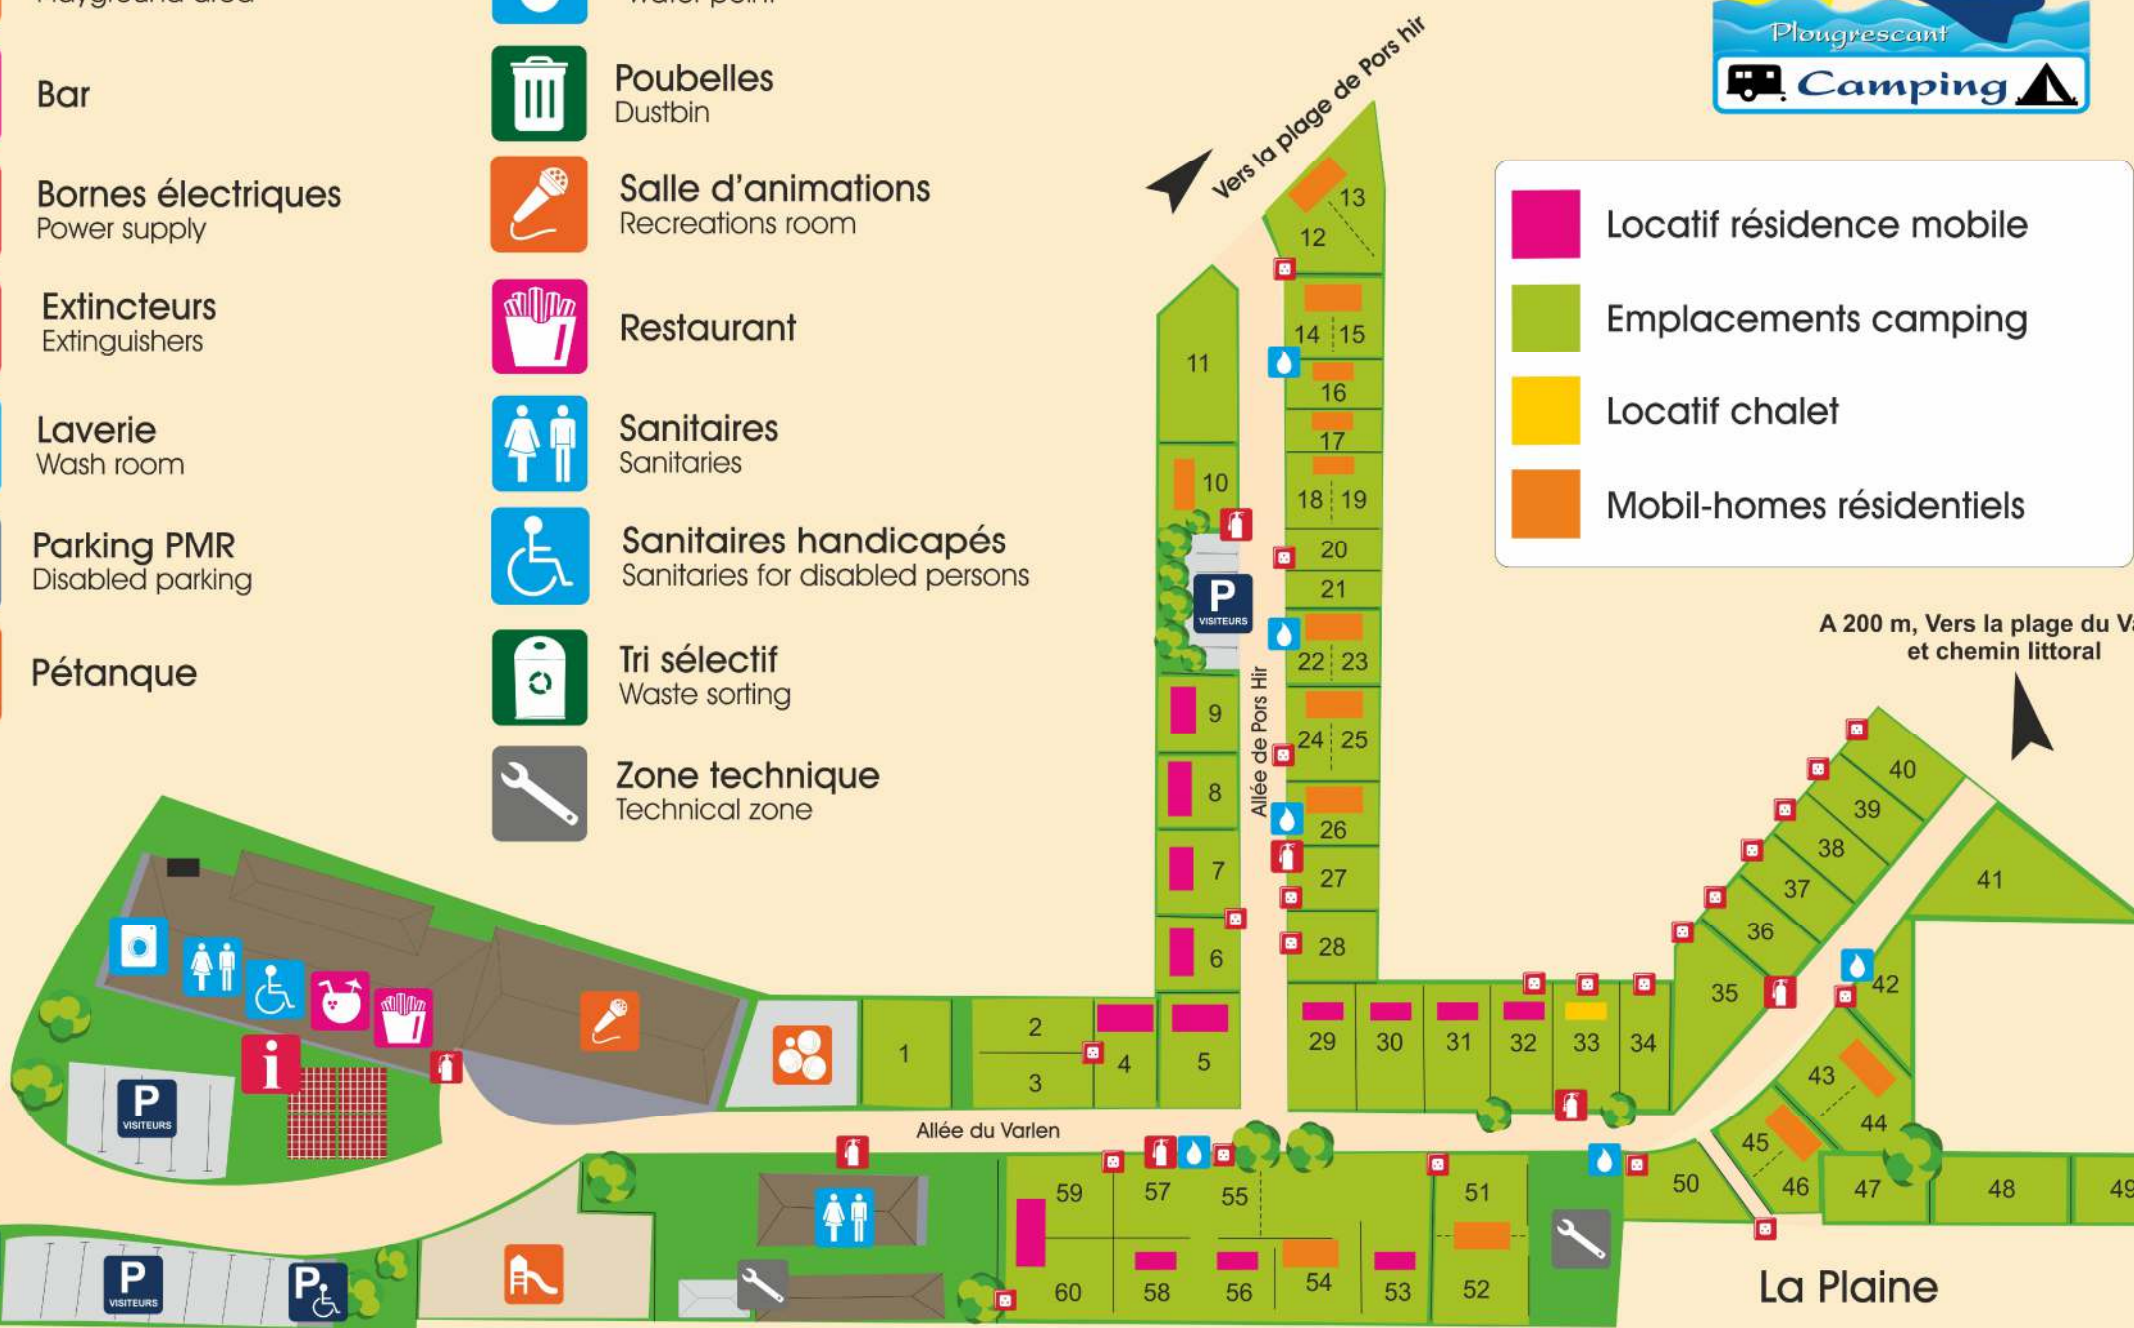 Playground area
Water point
Bar
Poubelles
Dustbin
Bornes électriques
Power supply
Salle d'animations
Recreations room
Extincteurs
Extinguishers
Restaurant
Laverie
Wash room
Sanitaires
Sanitaries
Parking PMR
Disabled parking
Sanitaires handicapés
Sanitaries for disabled persons
Pétanque
Tri sélectif
Waste sorting
Zone technique
Technical zone
Plougrescant
Camping
Locatif résidence mobile
Emplacements camping
Locatif chalet
Mobil-homes résidentiels
Vers la plage de Pors hir
A 200 m, Vers la plage du
et chemin littoral
13
12
14 15
11
16
17
10
18 19
20
21
P
VISITEURS
22 23
9
24 25
Allée de Pors Hir
8
26
7
27
6
28
40
39
38
37
36
35
41
42
1
2
3
4
5
29 30 31 32 33 34
43
44
45
46
47
48
49
50
i
P
VISITEURS
Allée du Varlen
59 57 55 51
60 58 56 54 53 52
P
VISITEURS
P
La Plaine